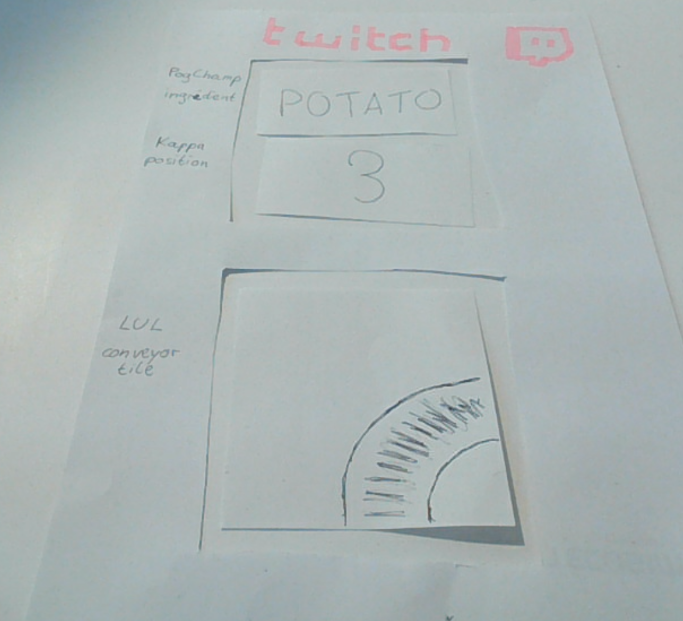 twitch
PogChamp
ingredient
POTATO
Kappa
position
3
LUL
conveyor
tile